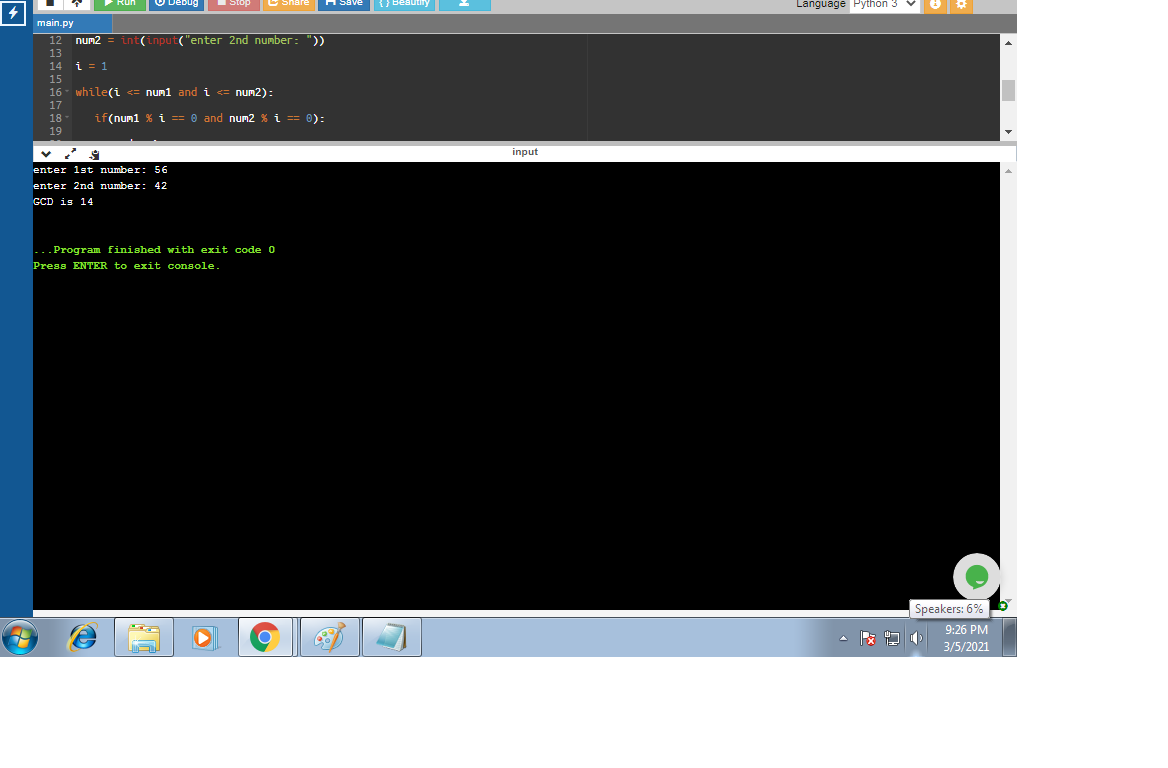 Run Debug Stop Share Save { } Beautify Language Python 3
main.py
12 num2 = int(input("enter 2nd number: "))
13
14 i = 1
15
16 while(i <= num1 and i <= num2):
17
18 if(num1 % i == 0 and num2 % i == 0):
19
input
enter 1st number: 56
enter 2nd number: 42
GCD is 14
...Program finished with exit code 0
Press ENTER to exit console.
Speakers: 6%
9:26 PM
3/5/2021